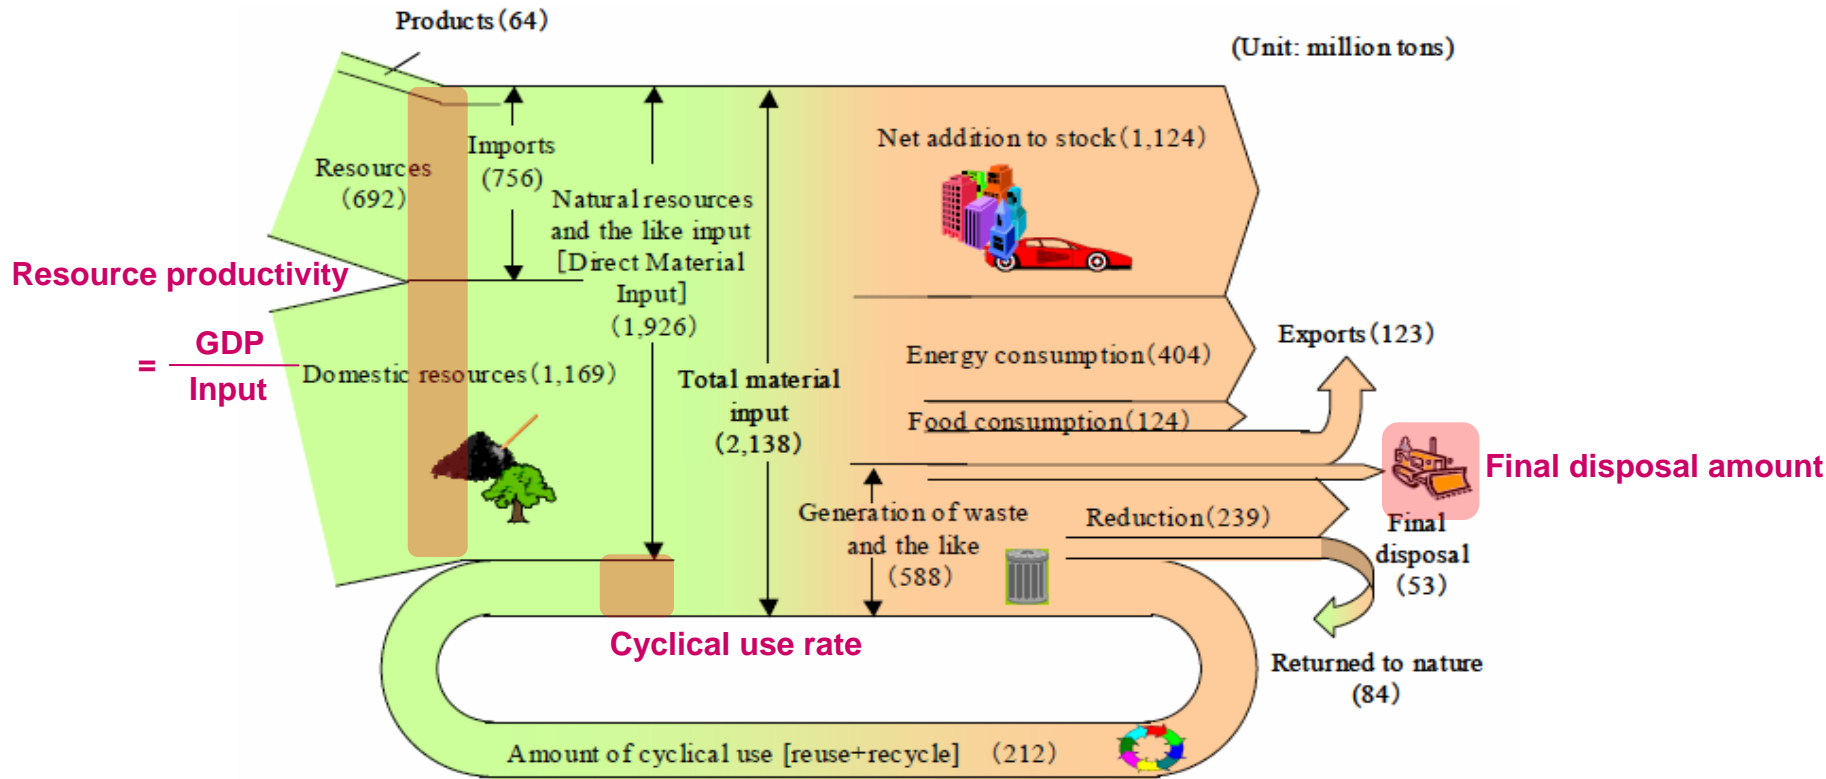 Products(64)
(Unit: million tons)
Imports
(756)
Resources
(692)
Natural resources
and the like input
[Direct Material
Input]
(1,926)
Net addition to stock(1,124)
Resource productivity
= GDP
Input
Domestic resources(1,169)
Total material
input
(2,138)
Energy consumption(404)
Exports(123)
Food consumption(124)
Final disposal amount
Generation of waste
and the like
(588)
Reduction(239)
Final
disposal
(53)
Cyclical use rate
Returned to nature
(84)
Amount of cyclical use [reuse+recycle] (212)